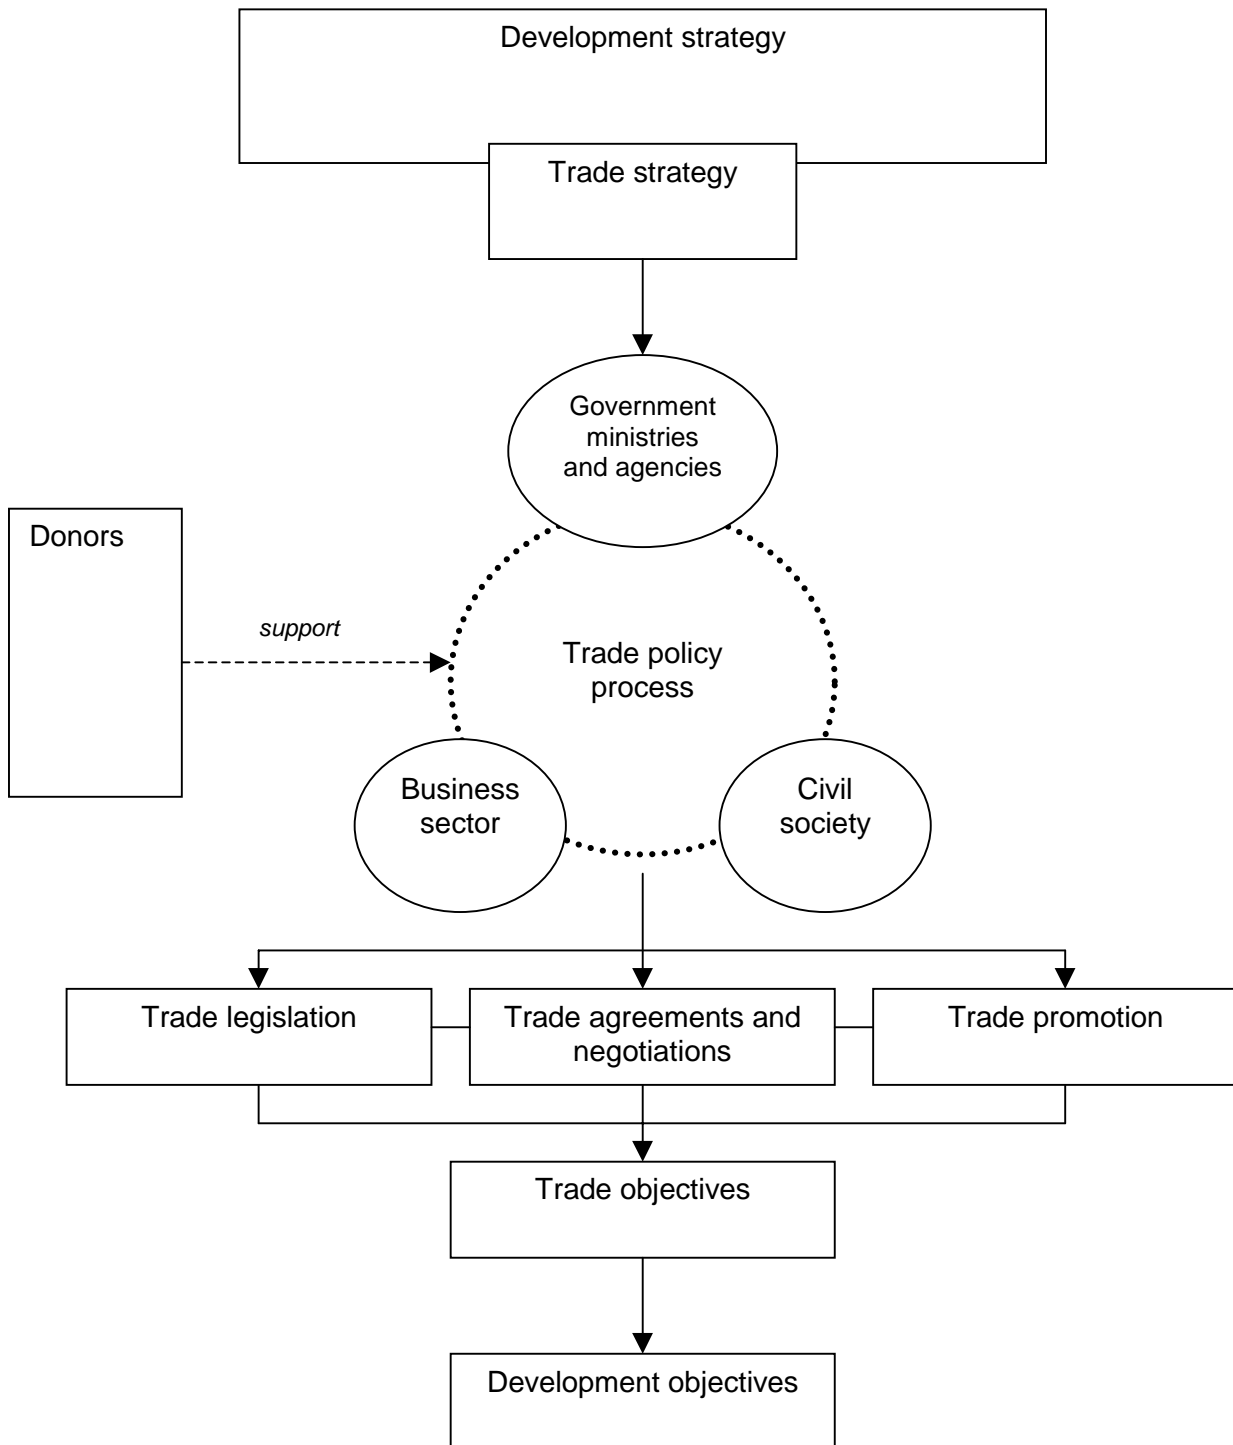 Development strategy
Trade strategy
Government
ministries
and agencies
Donors
support
Trade policy
process
Business
sector
Civil
society
Trade legislation
Trade agreements and
negotiations
Trade promotion
Trade objectives
Development objectives